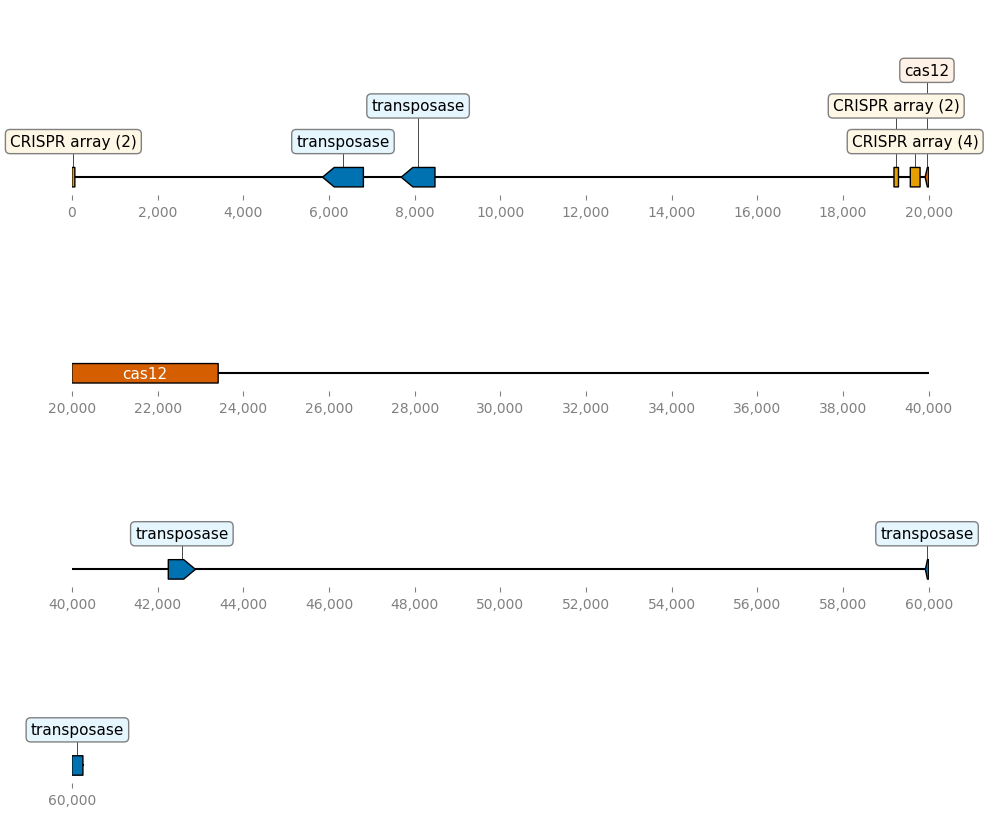 cas12
transposase CRISPR array (2)
CRISPR array (2) transposase CRISPR array (4)
0 2,000 4,000 6,000 8,000 10,000 12,000 14,000 16,000 18,000 20,000
cas12
20,000 22,000 24,000 26,000 28,000 30,000 32,000 34,000 36,000 38,000 40,000
transposase transposase
40,000 42,000 44,000 46,000 48,000 50,000 52,000 54,000 56,000 58,000 60,000
transposase
60,000